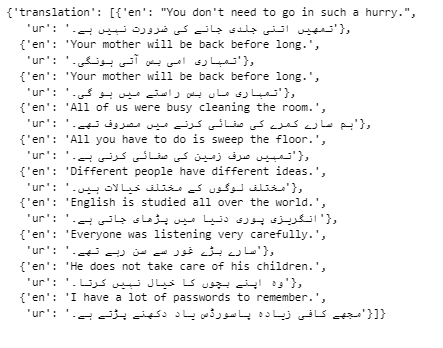 {'translation': [{'en': "You don't need to go in such a hurry.",
'ur': 'تمھیں اتنی جلدی جانے کی ضرورت نہیں ہے۔'},
{'en': 'Your mother will be back before long.',
'ur': 'تمہاری امی بس آتی ہونگی۔'},
{'en': 'Your mother will be back before long.',
'ur': 'تمہاری ماں بس راستے میں ہو گی۔'},
{'en': 'All of us were busy cleaning the room.',
'ur': 'ہم سارے کمرے کی صفائی کرنے میں مصروف تھے۔'},
{'en': 'All you have to do is sweep the floor.',
'ur': 'تمہیں صرف زمین کی صفائی کرنی ہے۔'},
{'en': 'Different people have different ideas.',
'ur': 'مختلف لوگوں کے مختلف خیالات ہیں۔'},
{'en': 'English is studied all over the world.',
'ur': 'انگریزی پوری دنیا میں پڑھای جاتی ہے۔'},
{'en': 'Everyone was listening very carefully.',
'ur': 'سارے بڑے غور سے سن رہے تھے۔'},
{'en': 'He does not take care of his children.',
'ur': 'وہ اپنے بچوں کا خیال نہیں کرتا۔'},
{'en': 'I have a lot of passwords to remember.',
'ur': 'مجھے کافی زیادہ پاسورڈس یاد دکھنے پڑتے ہے۔'}]}